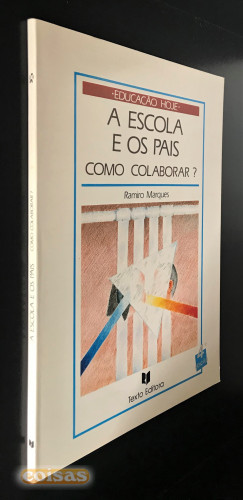 ·EDUCAÇÃO HOJE·
A ESCOLA
E OS PAIS
COMO COLABORAR?
Ramiro Marques
Texto Editora
A ESCOLA E OS PAIS COMO COLABORAR?
coisas